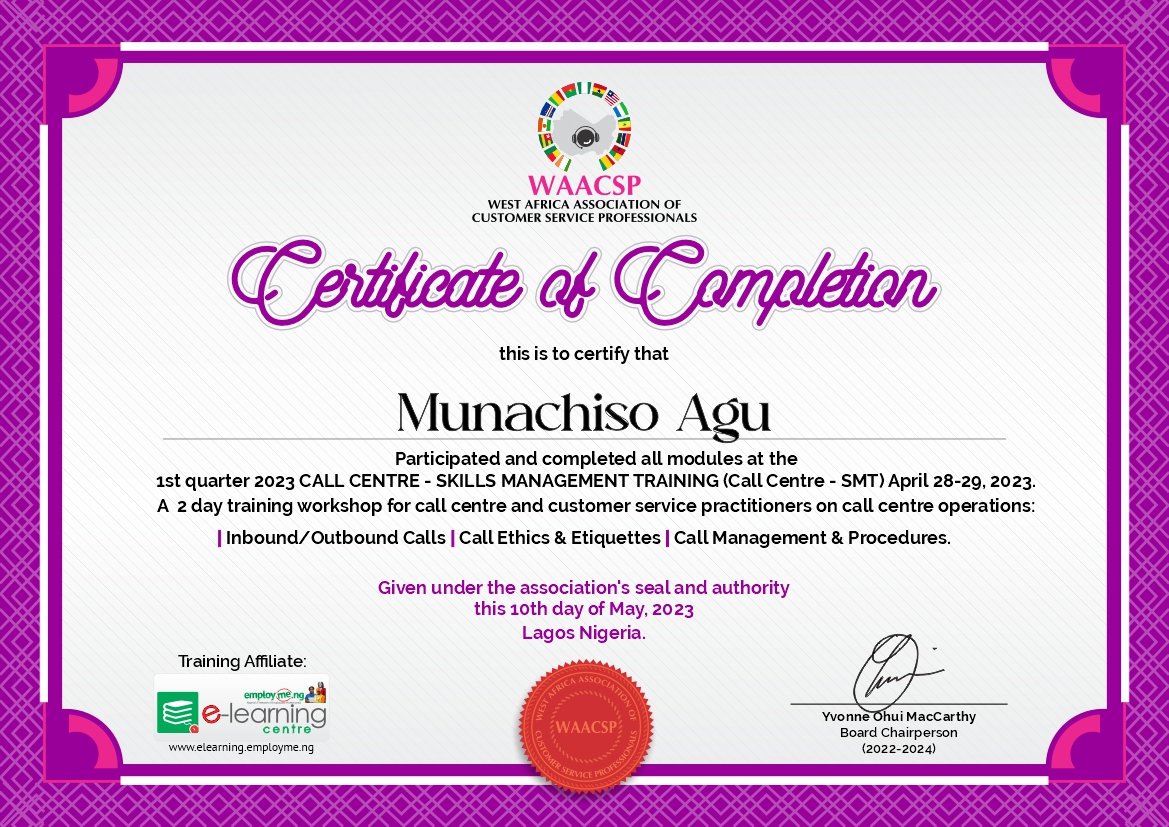 WAACSP
WEST AFRICA ASSOCIATION OF
CUSTOMER SERVICE PROFESSIONALS
Certificate of Completion
this is to certify that
Munachiso Agu
Participated and completed all modules at the
1st quarter 2023 CALL CENTRE - SKILLS MANAGEMENT TRAINING (Call Centre - SMT) April 28-29, 2023.
A 2 day training workshop for call centre and customer service practitioners on call centre operations:
| Inbound/Outbound Calls | Call Ethics & Etiquettes | Call Management & Procedures.
Given under the association's seal and authority
this 10th day of May, 2023
Lagos Nigeria.
Training Affiliate:
employ me.ng
e-learning
centre
www.elearning.employme.ng
WEST AFRICA ASSOCIATION OF
WAACSP
CUSTOMER SERVICE PROFESSIONALS
Yvonne Ohui MacCarthy
Board Chairperson
(2022-2024)